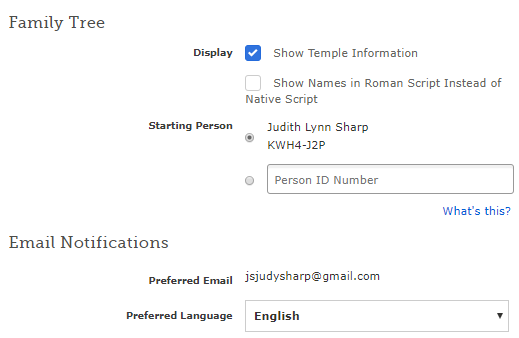 Family Tree
Display Show Temple Information
Show Names in Roman Script Instead of
Native Script
Starting Person Judith Lynn Sharp
KWH4-J2P
Person ID Number
What's this?
Email Notifications
Preferred Email jsjudysharp@gmail.com
Preferred Language English